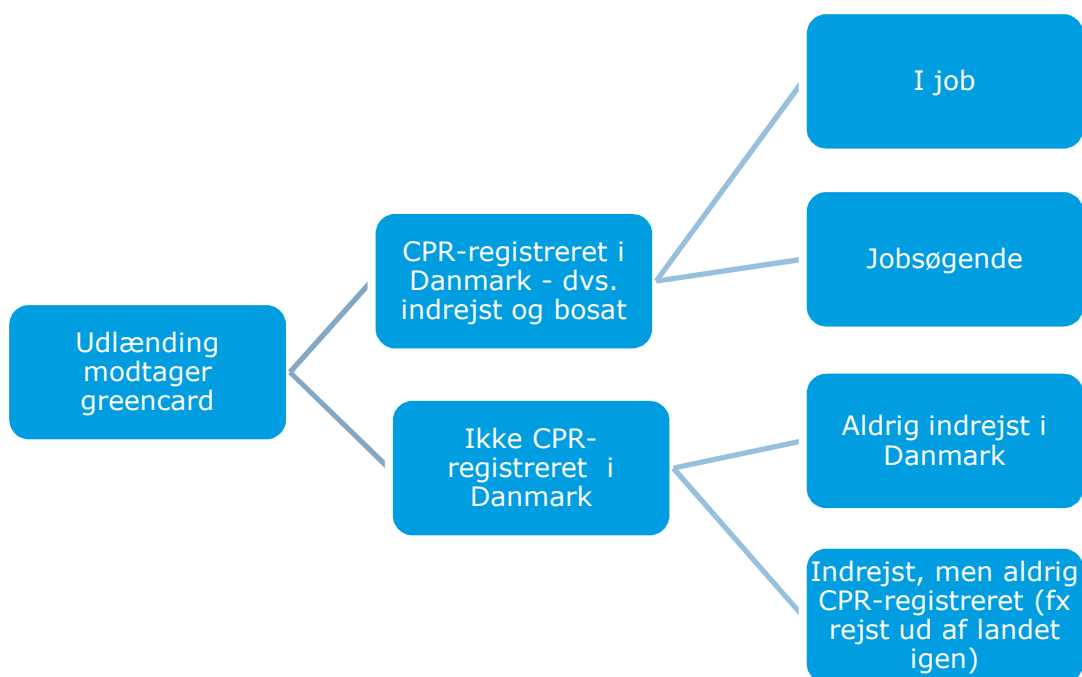 Udlænding
modtager
greencard
CPR-registreret i
Danmark - dvs.
indrejst og bosat
Ikke CPR-
registreret i
Danmark
I job
Jobsøgende
Aldrig indrejst i
Danmark
Indrejst, men aldrig
CPR-registreret (fx
rejst ud af landet
igen)